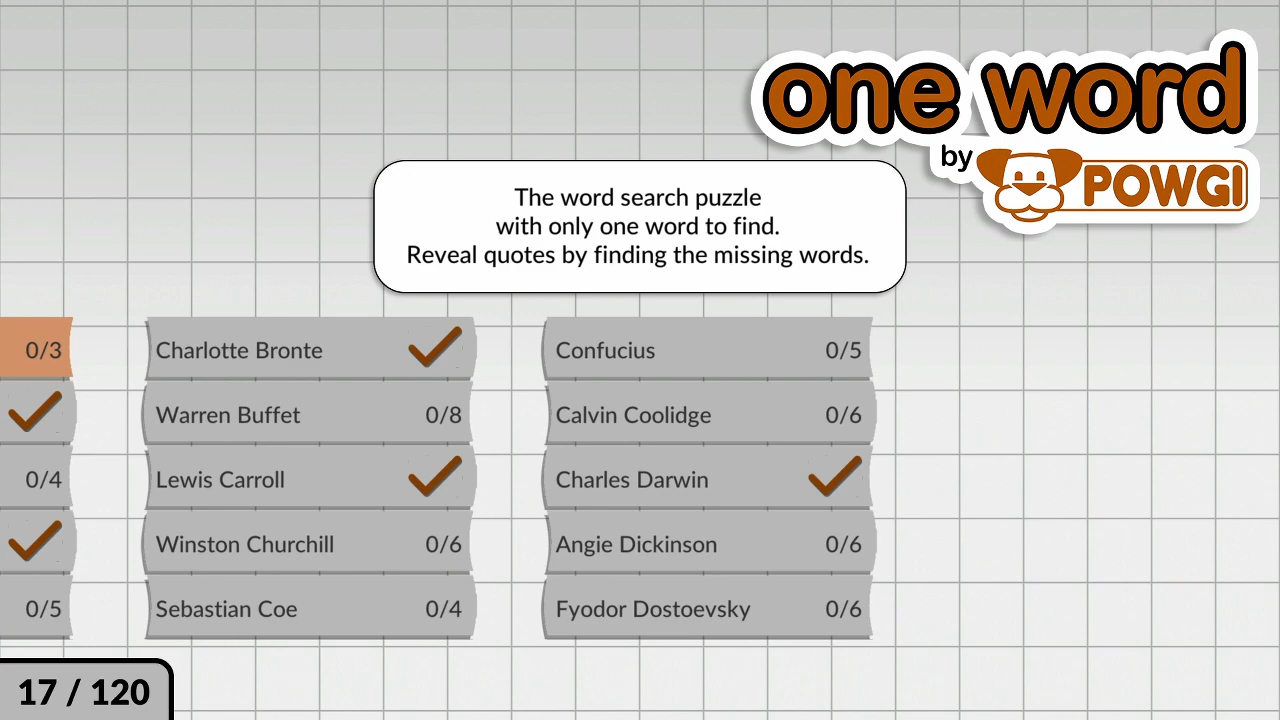 one word
by POWGI
The word search puzzle
with only one word to find.
Reveal quotes by finding the missing words.
0/3
0/4
0/5
Charlotte Bronte
Warren Buffet 0/8
Lewis Carroll
Winston Churchill 0/6
Sebastian Coe 0/4
Confucius 0/5
Calvin Coolidge 0/6
Charles Darwin
Angie Dickinson 0/6
Fyodor Dostoevsky 0/6
17 / 120